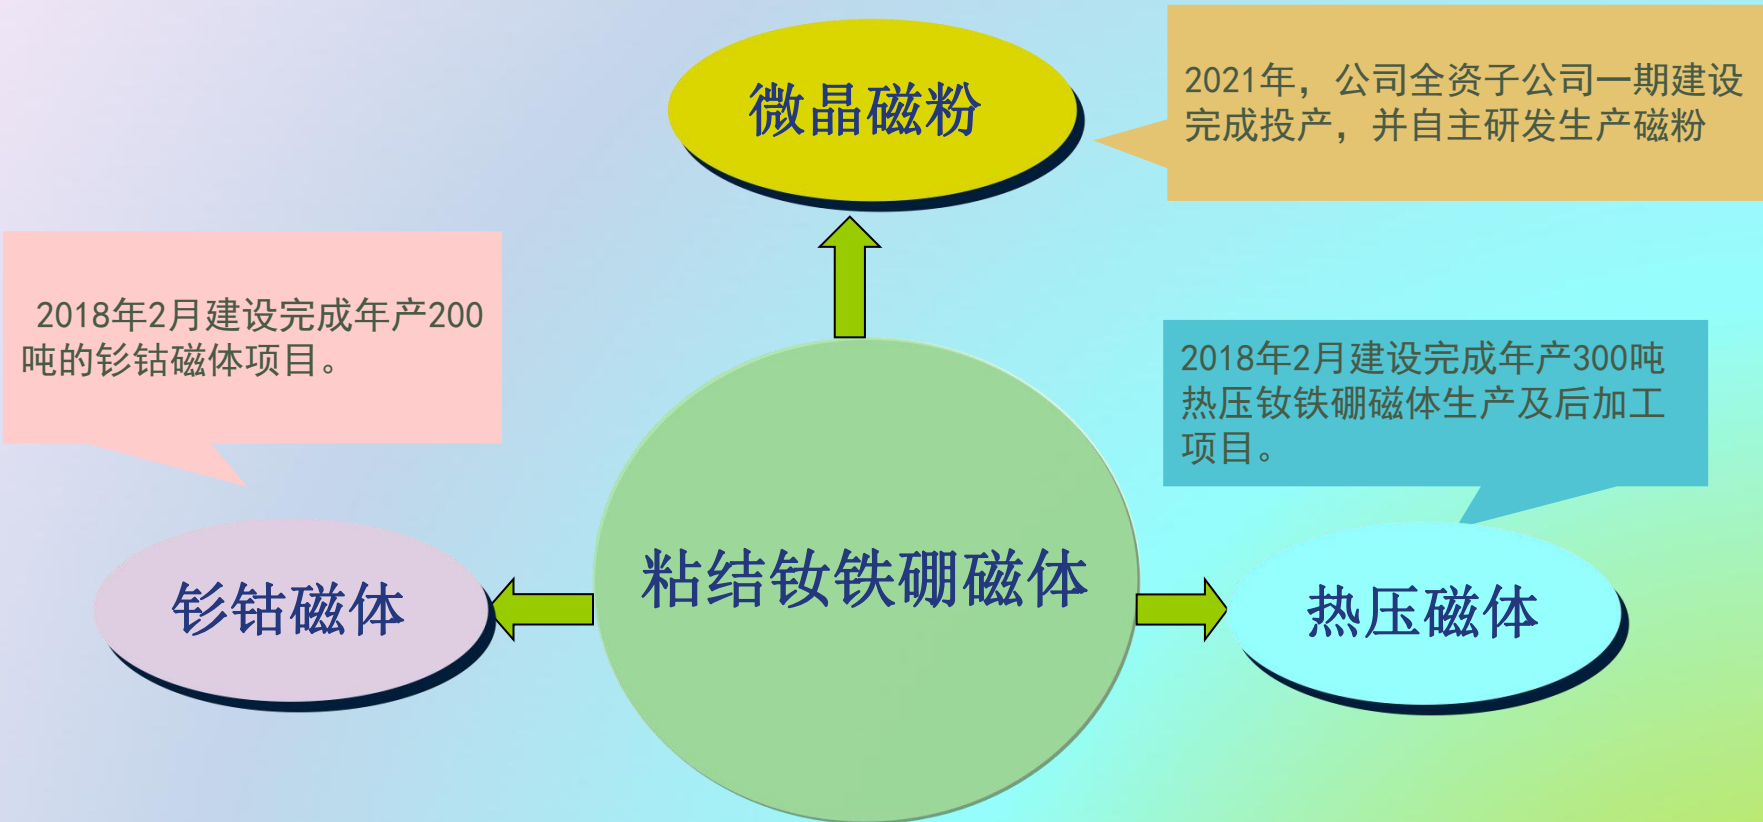 微晶磁粉
2021年，公司全资子公司一期建设
完成投产，并自主研发生产磁粉
2018年2月建设完成年产200
吨的钐钴磁体项目。
2018年2月建设完成年产300吨
热压钕铁硼磁体生产及后加工
项目。
钐钴磁体
粘结钕铁硼磁体
热压磁体